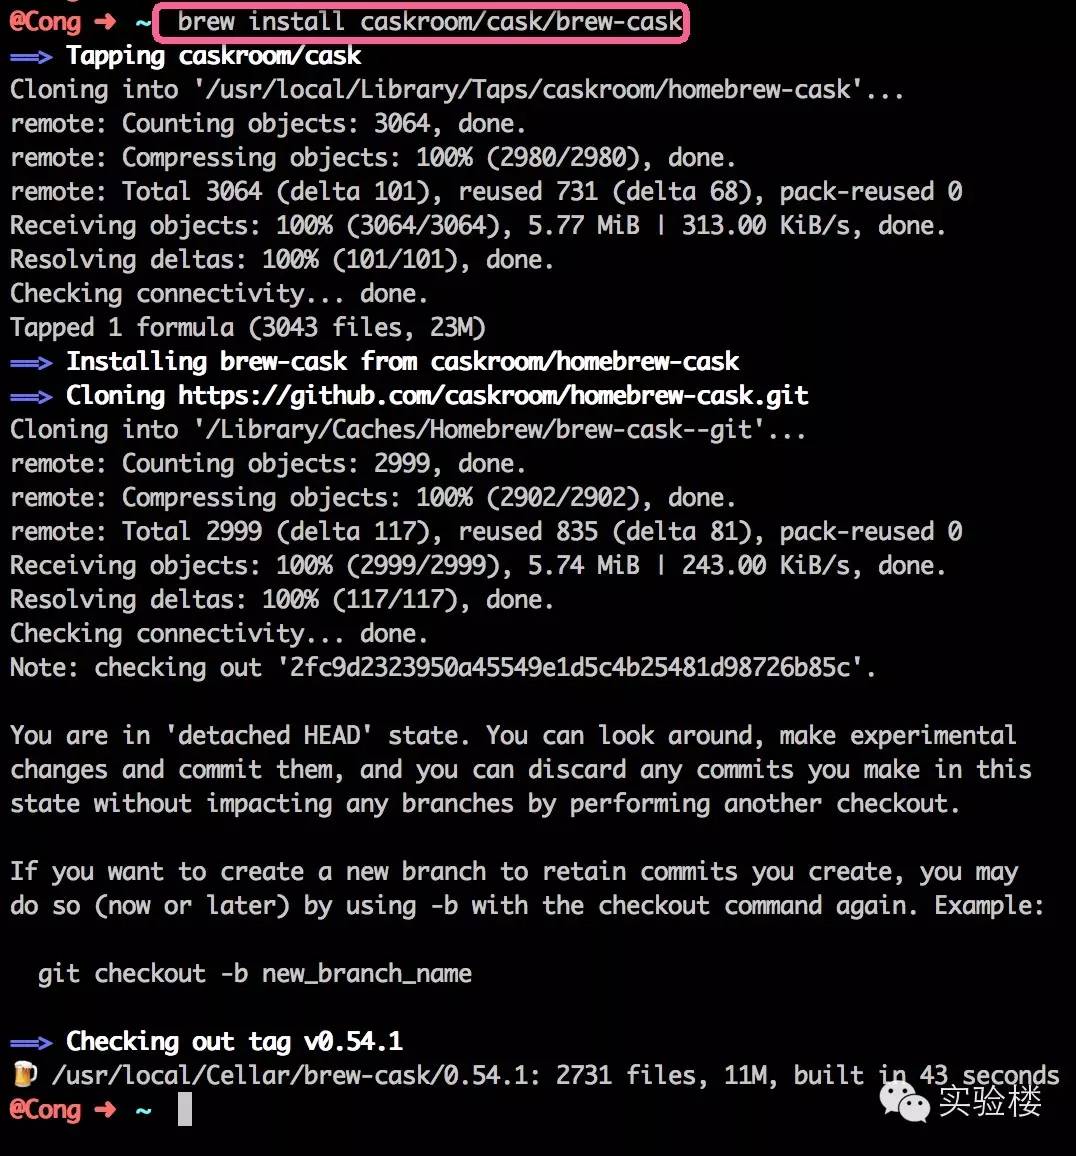 @Cong ➜ ~ brew install caskroom/cask/brew-cask
==> Tapping caskroom/cask
Cloning into '/usr/local/Library/Taps/caskroom/homebrew-cask'...
remote: Counting objects: 3064, done.
remote: Compressing objects: 100% (2980/2980), done.
remote: Total 3064 (delta 101), reused 731 (delta 68), pack-reused 0
Receiving objects: 100% (3064/3064), 5.77 MiB | 313.00 KiB/s, done.
Resolving deltas: 100% (101/101), done.
Checking connectivity... done.
Tapped 1 formula (3043 files, 23M)
==> Installing brew-cask from caskroom/homebrew-cask
==> Cloning https://github.com/caskroom/homebrew-cask.git
Cloning into '/Library/Caches/Homebrew/brew-cask--git'...
remote: Counting objects: 2999, done.
remote: Compressing objects: 100% (2902/2902), done.
remote: Total 2999 (delta 117), reused 835 (delta 81), pack-reused 0
Receiving objects: 100% (2999/2999), 5.74 MiB | 243.00 KiB/s, done.
Resolving deltas: 100% (117/117), done.
Checking connectivity... done.
Note: checking out '2fc9d2323950a45549e1d5c4b25481d98726b85c'.
You are in 'detached HEAD' state. You can look around, make experimental
changes and commit them, and you can discard any commits you make in this
state without impacting any branches by performing another checkout.
If you want to create a new branch to retain commits you create, you may
do so (now or later) by using -b with the checkout command again. Example:
git checkout -b new_branch_name
==> Checking out tag v0.54.1
🍺 /usr/local/Cellar/brew-cask/0.54.1: 2731 files, 11M, built in 43 seconds
@Cong ➜ ~
实验楼